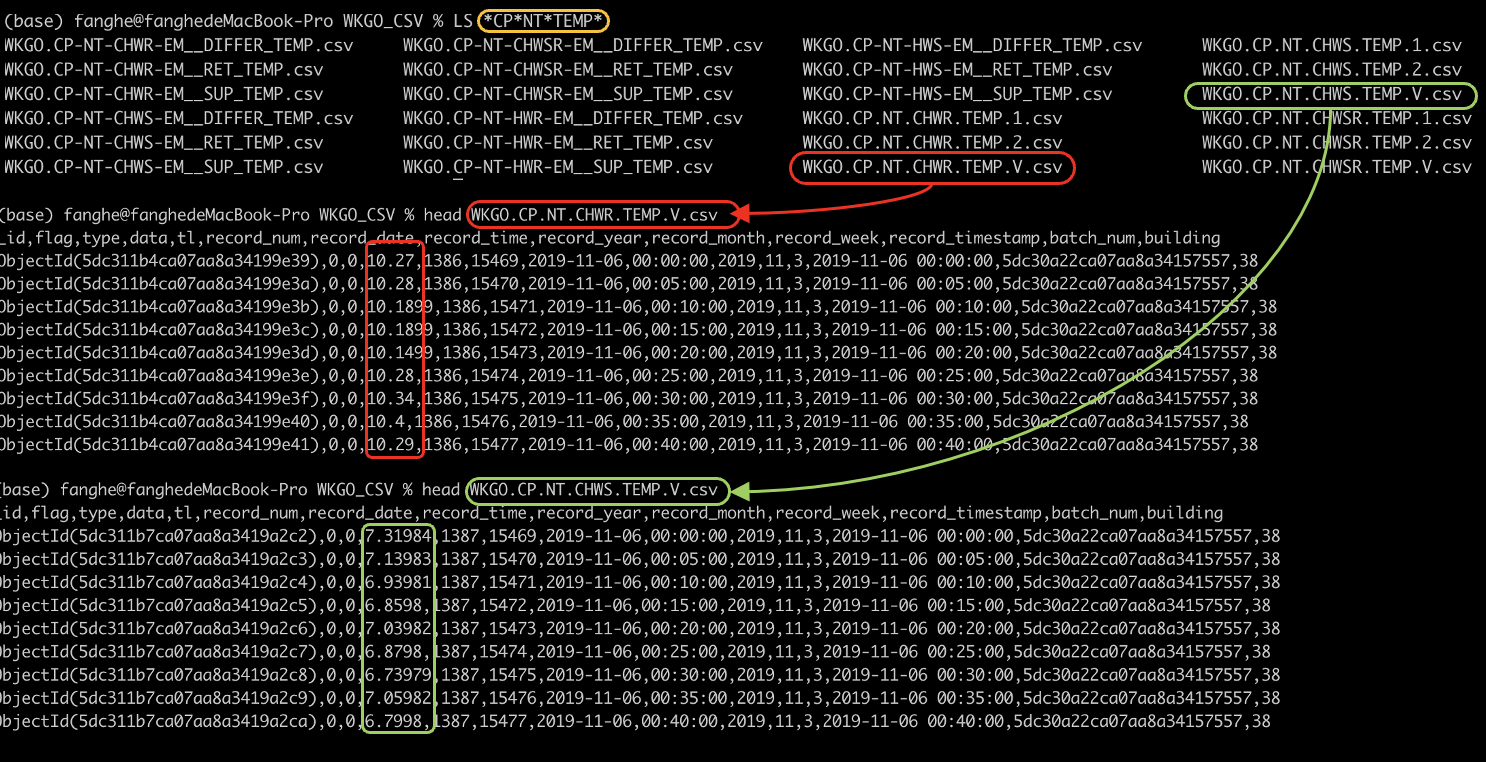 (base) fanghe@fanghedeMacBook-Pro WKGO_CSV % LS *CP*NT*TEMP*
WKGO.CP-NT-CHWR-EM__DIFFER_TEMP.csv WKGO.CP-NT-CHWSR-EM__DIFFER_TEMP.csv WKGO.CP-NT-HWS-EM__DIFFER_TEMP.csv WKGO.CP.NT.CHWS.TEMP.1.csv
WKGO.CP-NT-CHWR-EM__RET_TEMP.csv WKGO.CP-NT-CHWSR-EM__RET_TEMP.csv WKGO.CP-NT-HWS-EM__RET_TEMP.csv WKGO.CP.NT.CHWS.TEMP.2.csv
WKGO.CP-NT-CHWR-EM__SUP_TEMP.csv WKGO.CP-NT-CHWSR-EM__SUP_TEMP.csv WKGO.CP-NT-HWS-EM__SUP_TEMP.csv WKGO.CP.NT.CHWS.TEMP.V.csv
WKGO.CP-NT-CHWS-EM__DIFFER_TEMP.csv WKGO.CP-NT-HWR-EM__DIFFER_TEMP.csv WKGO.CP.NT.CHWR.TEMP.1.csv WKGO.CP.NT.CHWSR.TEMP.1.csv
WKGO.CP-NT-CHWS-EM__RET_TEMP.csv WKGO.CP-NT-HWR-EM__RET_TEMP.csv WKGO.CP.NT.CHWR.TEMP.2.csv WKGO.CP.NT.CHWSR.TEMP.2.csv
WKGO.CP-NT-CHWS-EM__SUP_TEMP.csv WKGO.CP-NT-HWR-EM__SUP_TEMP.csv WKGO.CP.NT.CHWR.TEMP.V.csv WKGO.CP.NT.CHWSR.TEMP.V.csv
(base) fanghe@fanghedeMacBook-Pro WKGO_CSV % head WKGO.CP.NT.CHWR.TEMP.V.csv
_id,flag,type,data,tl,record_num,record_date,record_time,record_year,record_month,record_week,record_timestamp,batch_num,building
ObjectId(5dc311b4ca07aa8a34199e39),0,0,10.27,1386,15469,2019-11-06,00:00:00,2019,11,3,2019-11-06 00:00:00,5dc30a22ca07aa8a34157557,38
ObjectId(5dc311b4ca07aa8a34199e3a),0,0,10.28,1386,15470,2019-11-06,00:05:00,2019,11,3,2019-11-06 00:05:00,5dc30a22ca07aa8a34157557,38
ObjectId(5dc311b4ca07aa8a34199e3b),0,0,10.1899,1386,15471,2019-11-06,00:10:00,2019,11,3,2019-11-06 00:10:00,5dc30a22ca07aa8a34157557,38
ObjectId(5dc311b4ca07aa8a34199e3c),0,0,10.1899,1386,15472,2019-11-06,00:15:00,2019,11,3,2019-11-06 00:15:00,5dc30a22ca07aa8a34157557,38
ObjectId(5dc311b4ca07aa8a34199e3d),0,0,10.1499,1386,15473,2019-11-06,00:20:00,2019,11,3,2019-11-06 00:20:00,5dc30a22ca07aa8a34157557,38
ObjectId(5dc311b4ca07aa8a34199e3e),0,0,10.28,1386,15474,2019-11-06,00:25:00,2019,11,3,2019-11-06 00:25:00,5dc30a22ca07aa8a34157557,38
ObjectId(5dc311b4ca07aa8a34199e3f),0,0,10.34,1386,15475,2019-11-06,00:30:00,2019,11,3,2019-11-06 00:30:00,5dc30a22ca07aa8a34157557,38
ObjectId(5dc311b4ca07aa8a34199e40),0,0,10.4,1386,15476,2019-11-06,00:35:00,2019,11,3,2019-11-06 00:35:00,5dc30a22ca07aa8a34157557,38
ObjectId(5dc311b4ca07aa8a34199e41),0,0,10.29,1386,15477,2019-11-06,00:40:00,2019,11,3,2019-11-06 00:40:00,5dc30a22ca07aa8a34157557,38
(base) fanghe@fanghedeMacBook-Pro WKGO_CSV % head WKGO.CP.NT.CHWS.TEMP.V.csv
_id,flag,type,data,tl,record_num,record_date,record_time,record_year,record_month,record_week,record_timestamp,batch_num,building
ObjectId(5dc311b7ca07aa8a3419a2c2),0,0,7.31984,1387,15469,2019-11-06,00:00:00,2019,11,3,2019-11-06 00:00:00,5dc30a22ca07aa8a34157557,38
ObjectId(5dc311b7ca07aa8a3419a2c3),0,0,7.13983,1387,15470,2019-11-06,00:05:00,2019,11,3,2019-11-06 00:05:00,5dc30a22ca07aa8a34157557,38
ObjectId(5dc311b7ca07aa8a3419a2c4),0,0,6.93981,1387,15471,2019-11-06,00:10:00,2019,11,3,2019-11-06 00:10:00,5dc30a22ca07aa8a34157557,38
ObjectId(5dc311b7ca07aa8a3419a2c5),0,0,6.8598,1387,15472,2019-11-06,00:15:00,2019,11,3,2019-11-06 00:15:00,5dc30a22ca07aa8a34157557,38
ObjectId(5dc311b7ca07aa8a3419a2c6),0,0,7.03982,1387,15473,2019-11-06,00:20:00,2019,11,3,2019-11-06 00:20:00,5dc30a22ca07aa8a34157557,38
ObjectId(5dc311b7ca07aa8a3419a2c7),0,0,6.8798,1387,15474,2019-11-06,00:25:00,2019,11,3,2019-11-06 00:25:00,5dc30a22ca07aa8a34157557,38
ObjectId(5dc311b7ca07aa8a3419a2c8),0,0,6.73979,1387,15475,2019-11-06,00:30:00,2019,11,3,2019-11-06 00:30:00,5dc30a22ca07aa8a34157557,38
ObjectId(5dc311b7ca07aa8a3419a2c9),0,0,7.05982,1387,15476,2019-11-06,00:35:00,2019,11,3,2019-11-06 00:35:00,5dc30a22ca07aa8a34157557,38
ObjectId(5dc311b7ca07aa8a3419a2ca),0,0,6.7998,1387,15477,2019-11-06,00:40:00,2019,11,3,2019-11-06 00:40:00,5dc30a22ca07aa8a34157557,38